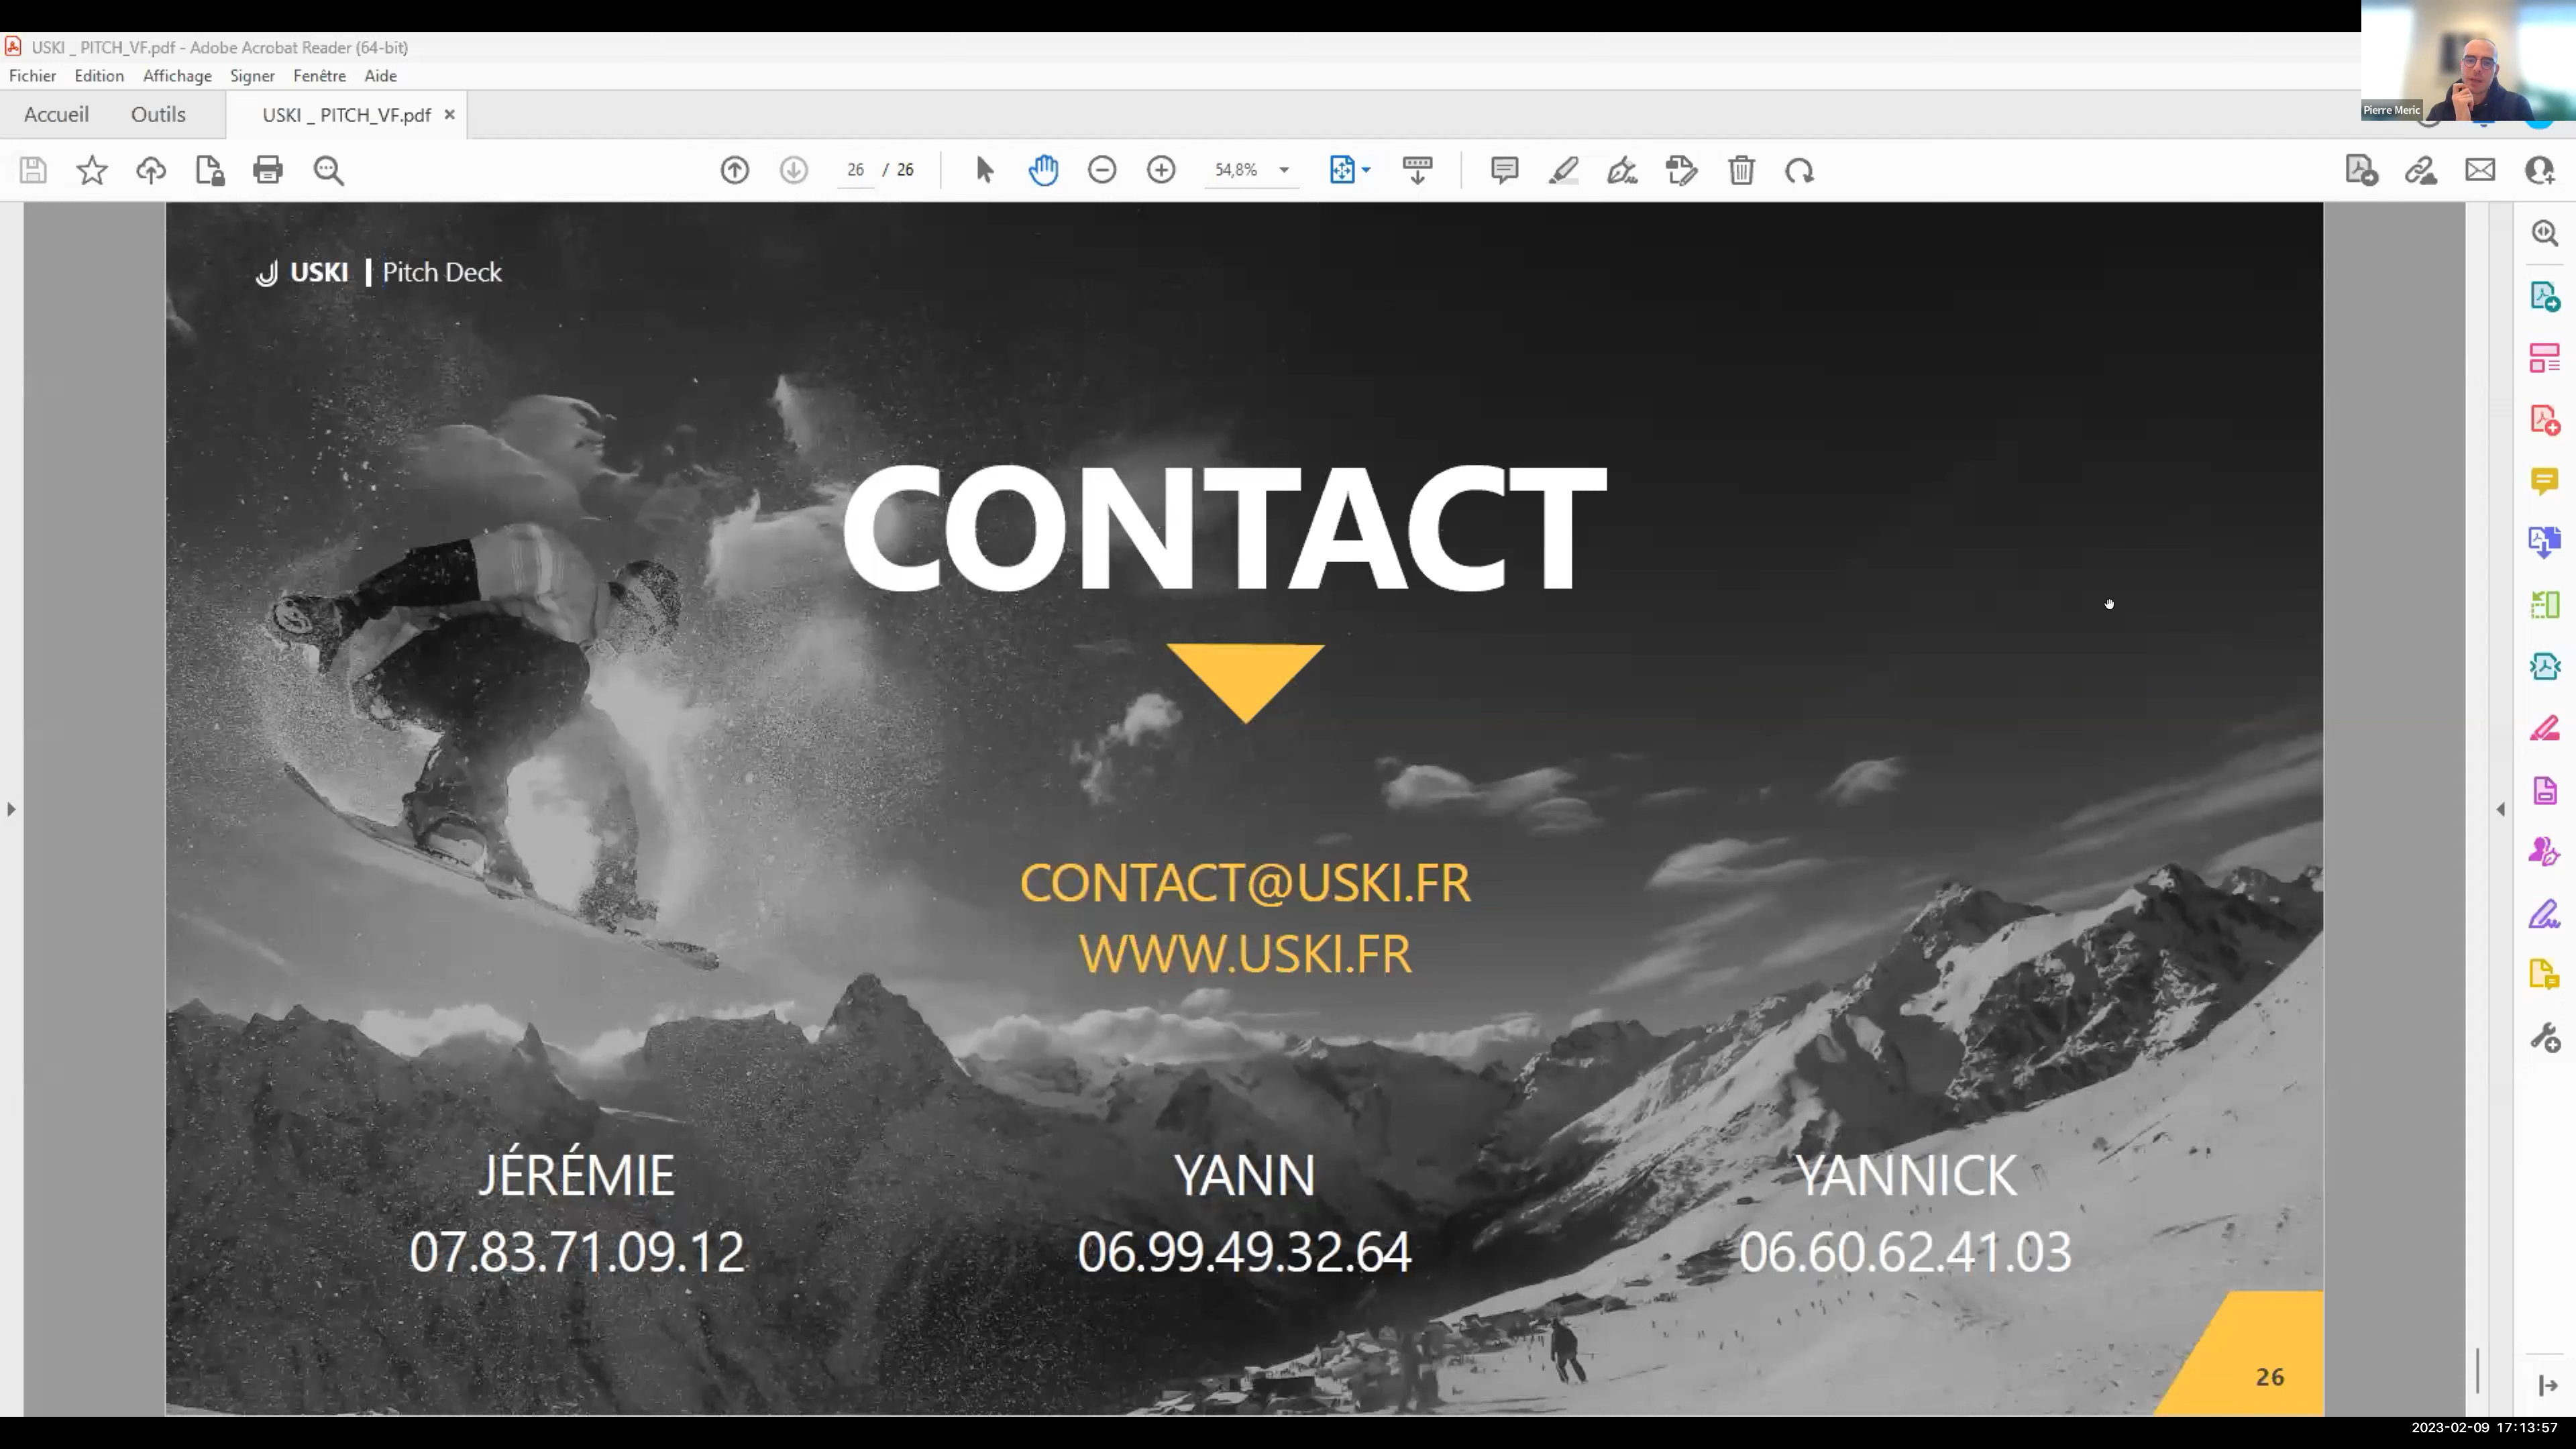 USKI _ PITCH_VF.pdf - Adobe Acrobat Reader (64-bit)
Fichier Edition Affichage Signer Fenêtre Aide
Accueil Outils USKI _ PITCH_VF.pdf ×
26 / 26 54,8%
Pierre Meric
USKI | Pitch Deck
CONTACT
CONTACT@USKI.FR
WWW.USKI.FR
JÉRÉMIE YANN YANNICK
07.83.71.09.12 06.99.49.32.64 06.60.62.41.03
26
2023-02-09 17:13:57